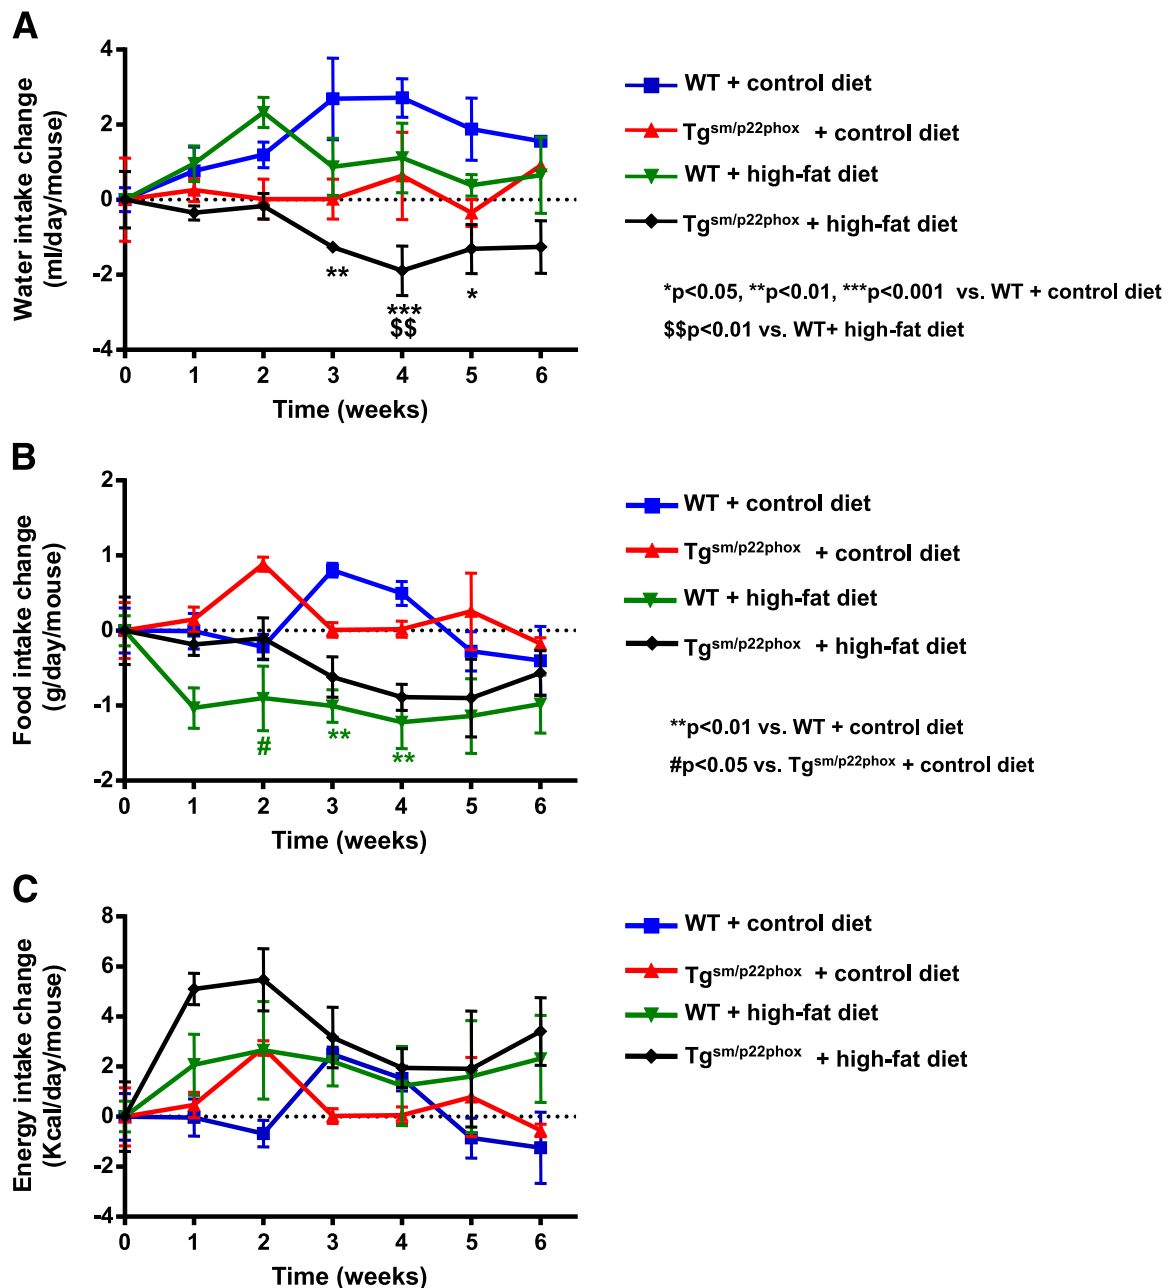 A
Water intake change
(ml/day/mouse)
4
2
0
-2
-4
**
***
$$
*
0 1 2 3 4 5 6
Time (weeks)
WT + control diet
Tgsm/p22phox + control diet
WT + high-fat diet
Tgsm/p22phox + high-fat diet
*p<0.05, **p<0.01, ***p<0.001 vs. WT + control diet
$$p<0.01 vs. WT+ high-fat diet
B
Food intake change
(g/day/mouse)
2
1
0
-1
-2
#
**
**
0 1 2 3 4 5 6
Time (weeks)
WT + control diet
Tgsm/p22phox + control diet
WT + high-fat diet
Tgsm/p22phox + high-fat diet
**p<0.01 vs. WT + control diet
#p<0.05 vs. Tgsm/p22phox + control diet
C
Energy intake change
(Kcal/day/mouse)
8
6
4
2
0
-2
-4
0 1 2 3 4 5 6
Time (weeks)
WT + control diet
Tgsm/p22phox + control diet
WT + high-fat diet
Tgsm/p22phox + high-fat diet